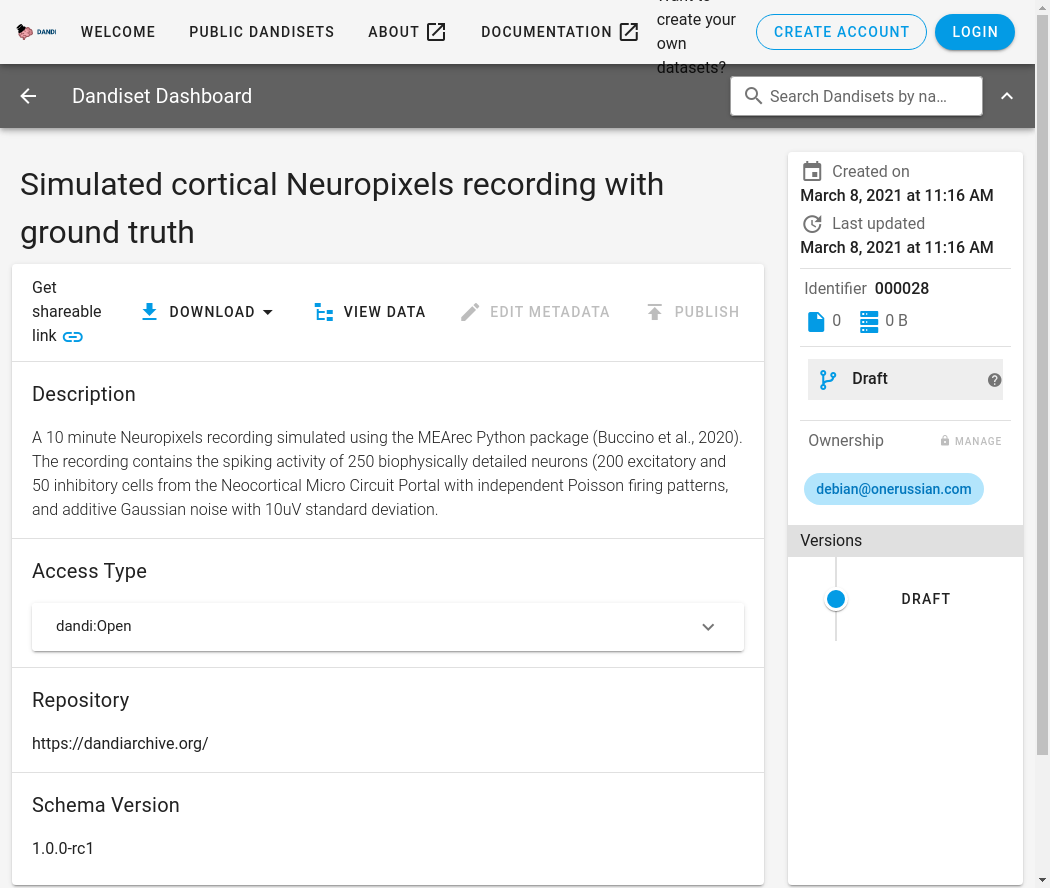 DANDI
WELCOME
PUBLIC DANDISETS
ABOUT
DOCUMENTATION
create your
own
datasets?
CREATE ACCOUNT
LOGIN
Dandiset Dashboard
Search Dandisets by na…
Simulated cortical Neuropixels recording with
ground truth
Get
shareable
link
DOWNLOAD
VIEW DATA
EDIT METADATA
PUBLISH
Description
A 10 minute Neuropixels recording simulated using the MEArec Python package (Buccino et al., 2020).
The recording contains the spiking activity of 250 biophysically detailed neurons (200 excitatory and
50 inhibitory cells from the Neocortical Micro Circuit Portal with independent Poisson firing patterns,
and additive Gaussian noise with 10uV standard deviation.
Access Type
dandi:Open
Repository
https://dandiarchive.org/
Schema Version
1.0.0-rc1
Created on
March 8, 2021 at 11:16 AM
Last updated
March 8, 2021 at 11:16 AM
Identifier 000028
0
0 B
Draft
Ownership
MANAGE
debian@onerussian.com
Versions
DRAFT